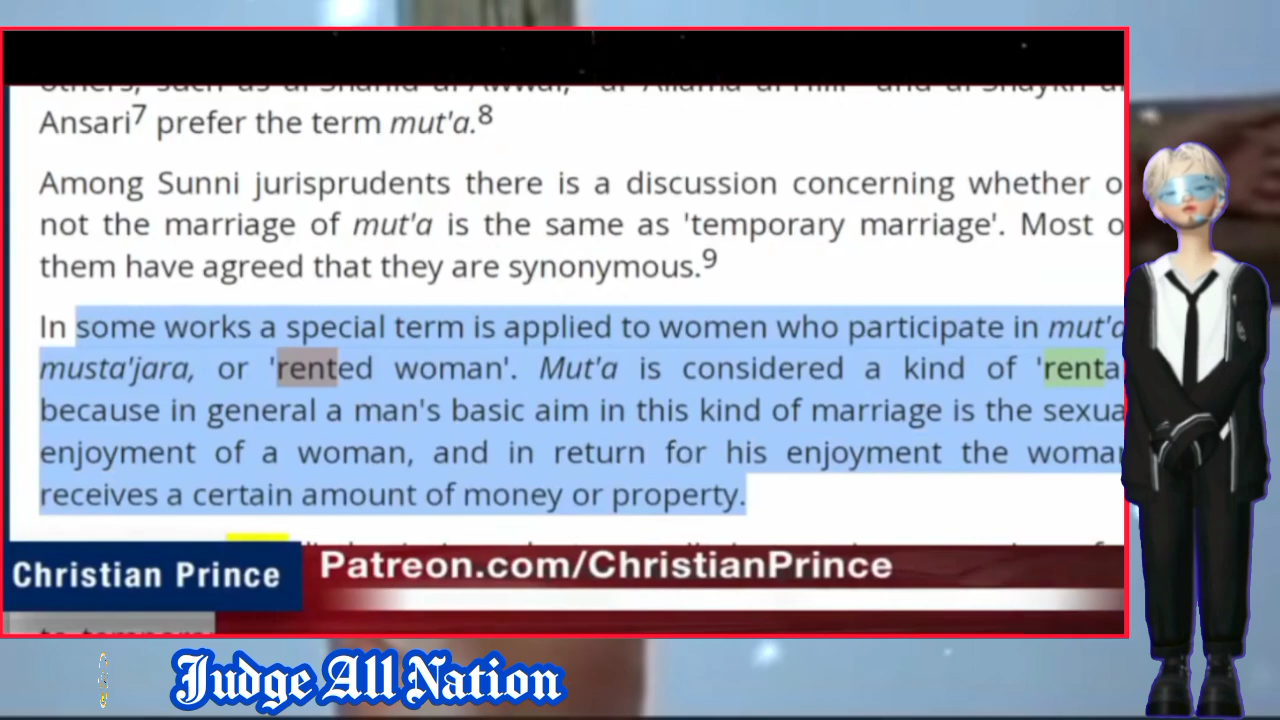 Ansari7 prefer the term mut'a.8
Among Sunni jurisprudents there is a discussion concerning whether o
not the marriage of mut'a is the same as 'temporary marriage'. Most o
them have agreed that they are synonymous.9
In some works a special term is applied to women who participate in mut'a
musta'jara, or 'rented woman'. Mut'a is considered a kind of 'renta
because in general a man's basic aim in this kind of marriage is the sexua
enjoyment of a woman, and in return for his enjoyment the woman
receives a certain amount of money or property.
Christian Prince
Patreon.com/ChristianPrince
Judge All Nation